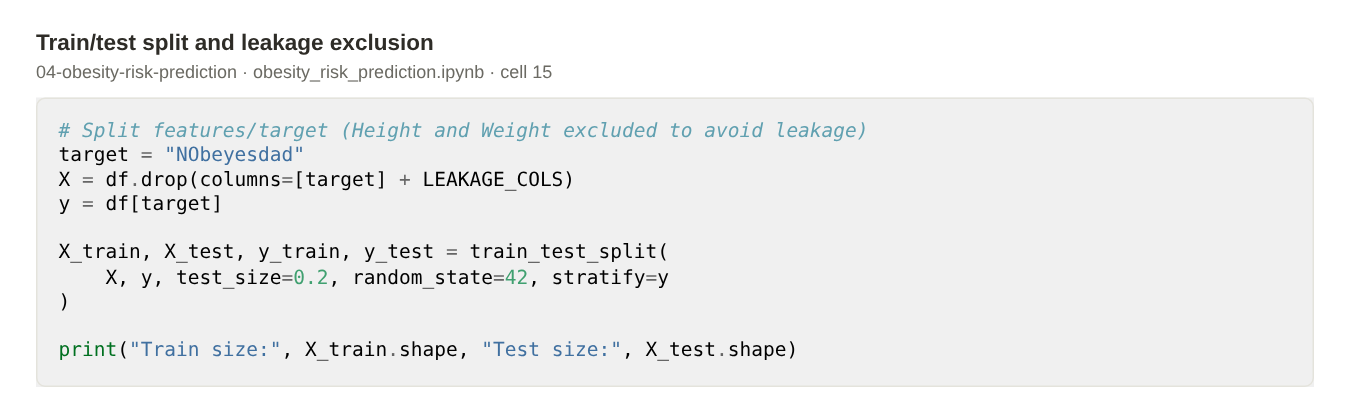 Train/test split and leakage exclusion
04-obesity-risk-prediction · obesity_risk_prediction.ipynb · cell 15
# Split features/target (Height and Weight excluded to avoid leakage)
target = "NObeyesdad"
X = df.drop(columns=[target] + LEAKAGE_COLS)
y = df[target]

X_train, X_test, y_train, y_test = train_test_split(
    X, y, test_size=0.2, random_state=42, stratify=y
)

print("Train size:", X_train.shape, "Test size:", X_test.shape)